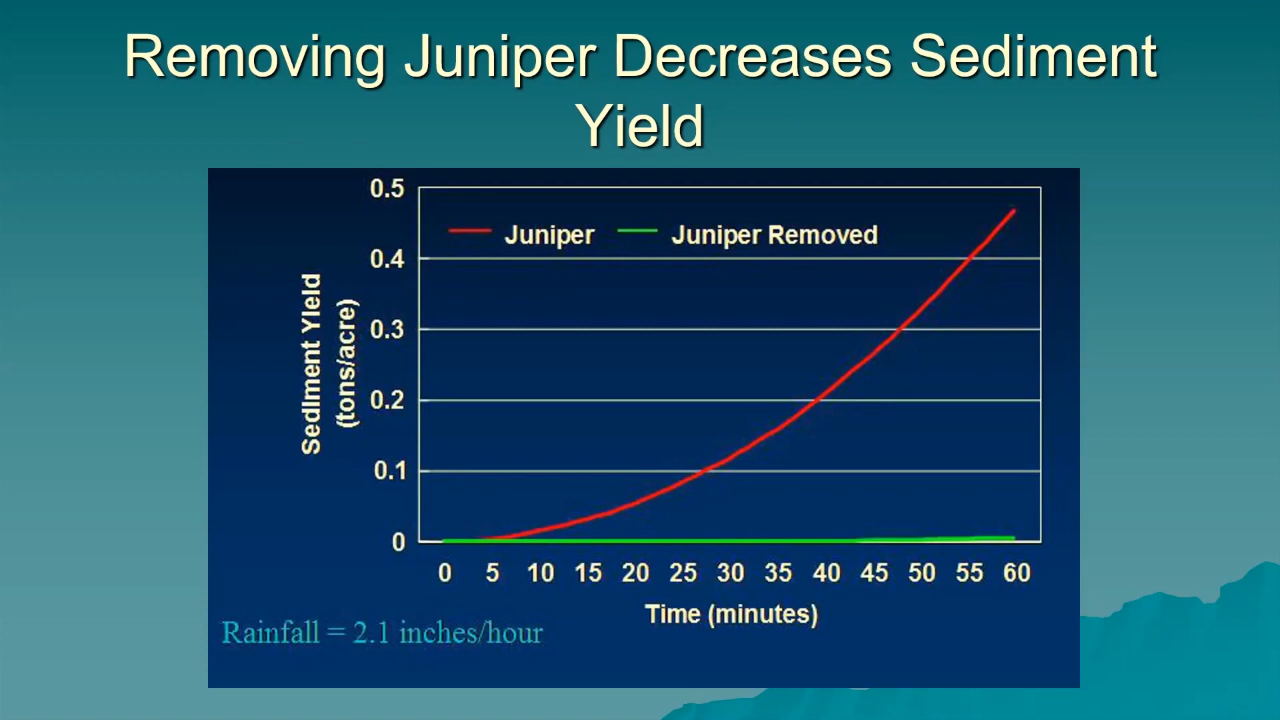 Removing Juniper Decreases Sediment
Yield
0.5
Juniper Juniper Removed
0.4
0.3
0.2
0.1
0
Sediment Yield
(tons/acre)
0 5 10 15 20 25 30 35 40 45 50 55 60
Time (minutes)
Rainfall = 2.1 inches/hour